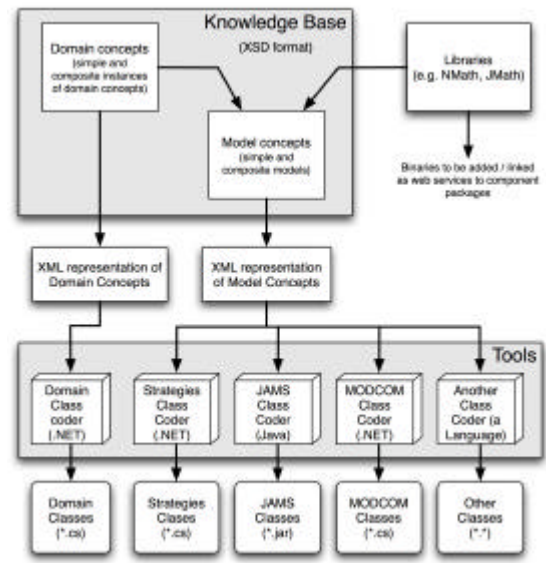 Knowledge Base
(XSD format)
Domain concepts
(simple and
composite instances
of domain concepts)
Libraries
(e.g. NMath, JMath)
Model concepts
(simple and
composite models)
Binaries to be added / linked
as web services to component
packages
XML representation of
Domain Concepts
XML representation
of Model Concepts
Tools
Domain
Class
coder
(.NET)
Strategies
Class
Coder
(.NET)
JAMS
Class
Coder
(Java)
MODCOM
Class
Coder
(.NET)
Another
Class
Coder (a
Language)
Domain
Classes
(*.cs)
Strategies
Clases
(*.cs)
JAMS
Classes
(*.jar)
MODCOM
Classes
(*.cs)
Other
Classes
(*.*)